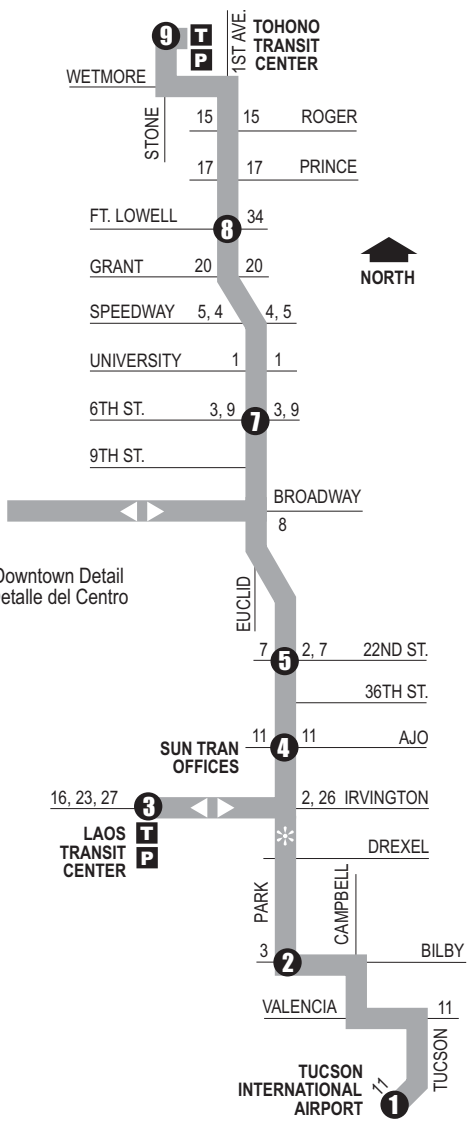 9 T
P
1ST AVE.
TOHONO
TRANSIT
CENTER
WETMORE
STONE
15 15 ROGER
17 17 PRINCE
FT. LOWELL 8 34
NORTH
GRANT 20 20
SPEEDWAY 5, 4 4, 5
UNIVERSITY 1 1
6TH ST. 3, 9 7 3, 9
9TH ST.
BROADWAY
8
Downtown Detail
Detalle del Centro
EUCLID
7 5 2, 7 22ND ST.
36TH ST.
11 4 11 AJO
SUN TRAN
OFFICES
16, 23, 27 3 2, 26 IRVINGTON
LAOS
TRANSIT
CENTER
T
P
*
DREXEL
PARK
CAMPBELL
3 2 BILBY
VALENCIA 11
TUCSON
TUCSON
INTERNATIONAL
AIRPORT
11
1